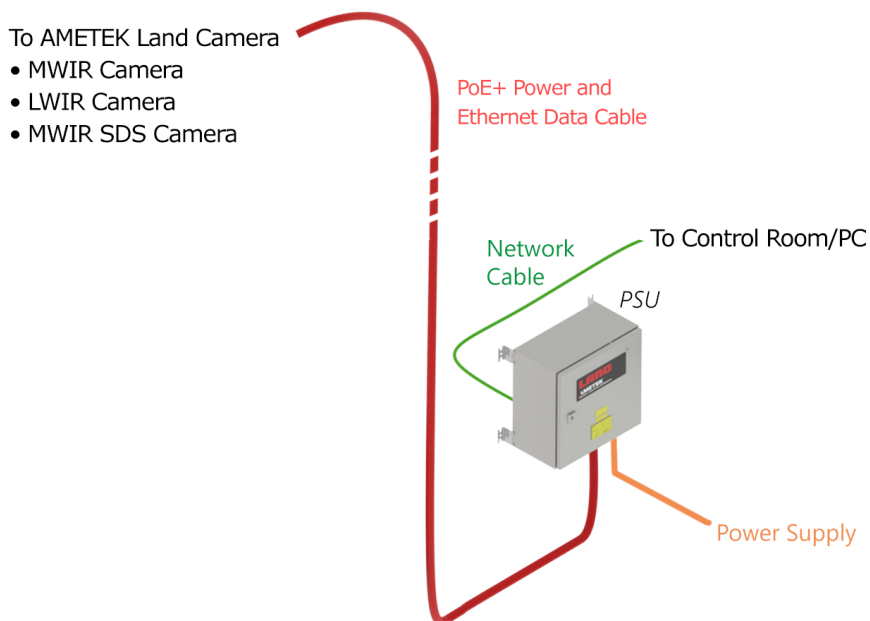 To AMETEK Land Camera
• MWIR Camera
• LWIR Camera
• MWIR SDS Camera
PoE+ Power and
Ethernet Data Cable
To Control Room/PC
Network
Cable
PSU
LAND
AMETEK
Power Supply